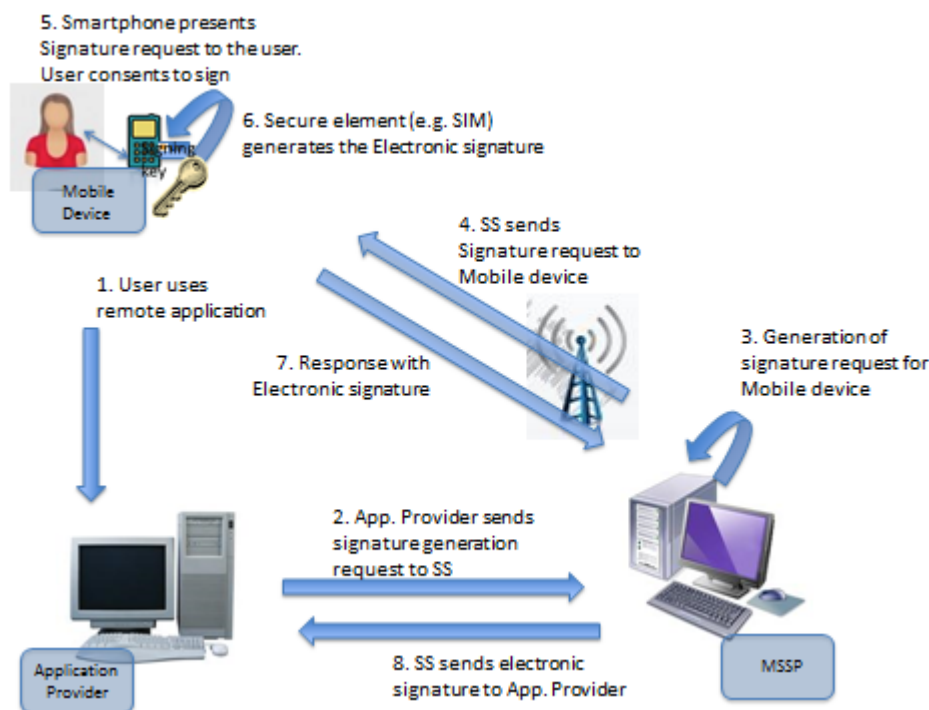 5. Smartphone presents
Signature request to the user.
User consents to sign
6. Secure element (e.g. SIM)
generates the Electronic signature
Signing
key
Mobile
Device
4. SS sends
Signature request to
Mobile device
1. User uses
remote application
7. Response with
Electronic signature
3. Generation of
signature request for
Mobile device
2. App. Provider sends
signature generation
request to SS
8. SS sends electronic
signature to App. Provider
Application
Provider
MSSP